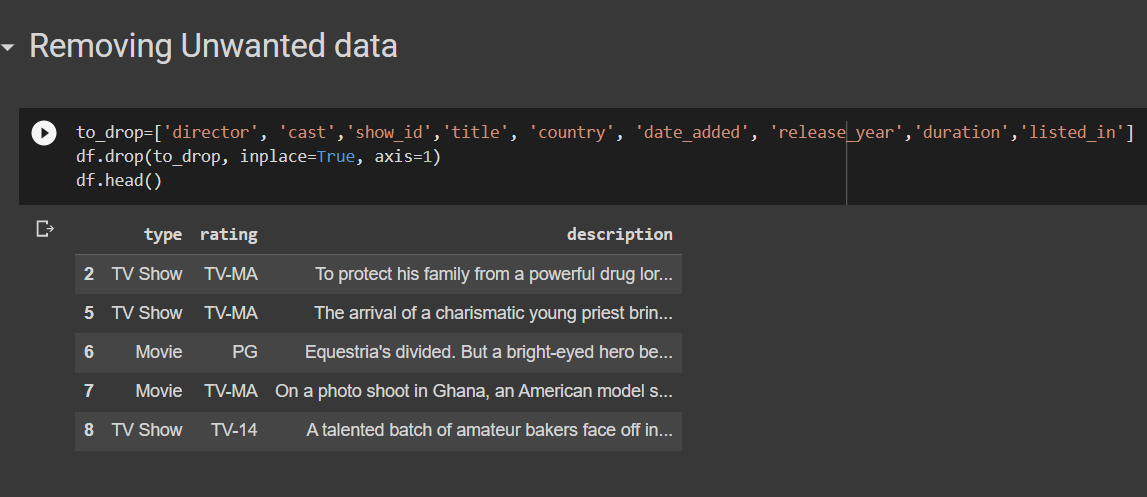 Removing Unwanted data
to_drop=['director', 'cast','show_id','title', 'country', 'date_added', 'release_year','duration','listed_in']
df.drop(to_drop, inplace=True, axis=1)
df.head()
type rating description
2 TV Show TV-MA To protect his family from a powerful drug lor...
5 TV Show TV-MA The arrival of a charismatic young priest brin...
6 Movie PG Equestria's divided. But a bright-eyed hero be...
7 Movie TV-MA On a photo shoot in Ghana, an American model s...
8 TV Show TV-14 A talented batch of amateur bakers face off in...